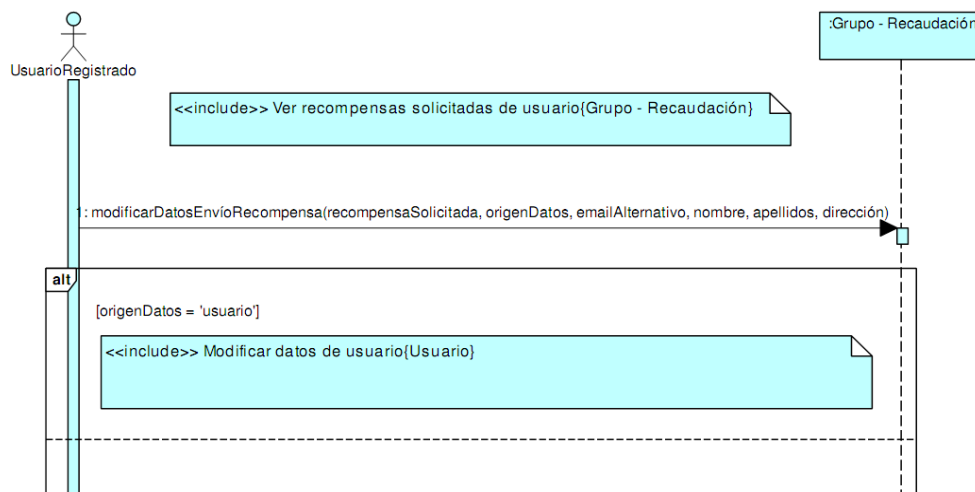 :Grupo - Recaudación
UsuarioRegistrado
<<include>> Ver recompensas solicitadas de usuario{Grupo - Recaudación}
1: modificarDatosEnvíoRecompensa(recompensaSolicitada, origenDatos, emailAlternativo, nombre, apellidos, dirección)
alt
[origenDatos = 'usuario']
<<include>> Modificar datos de usuario{Usuario}